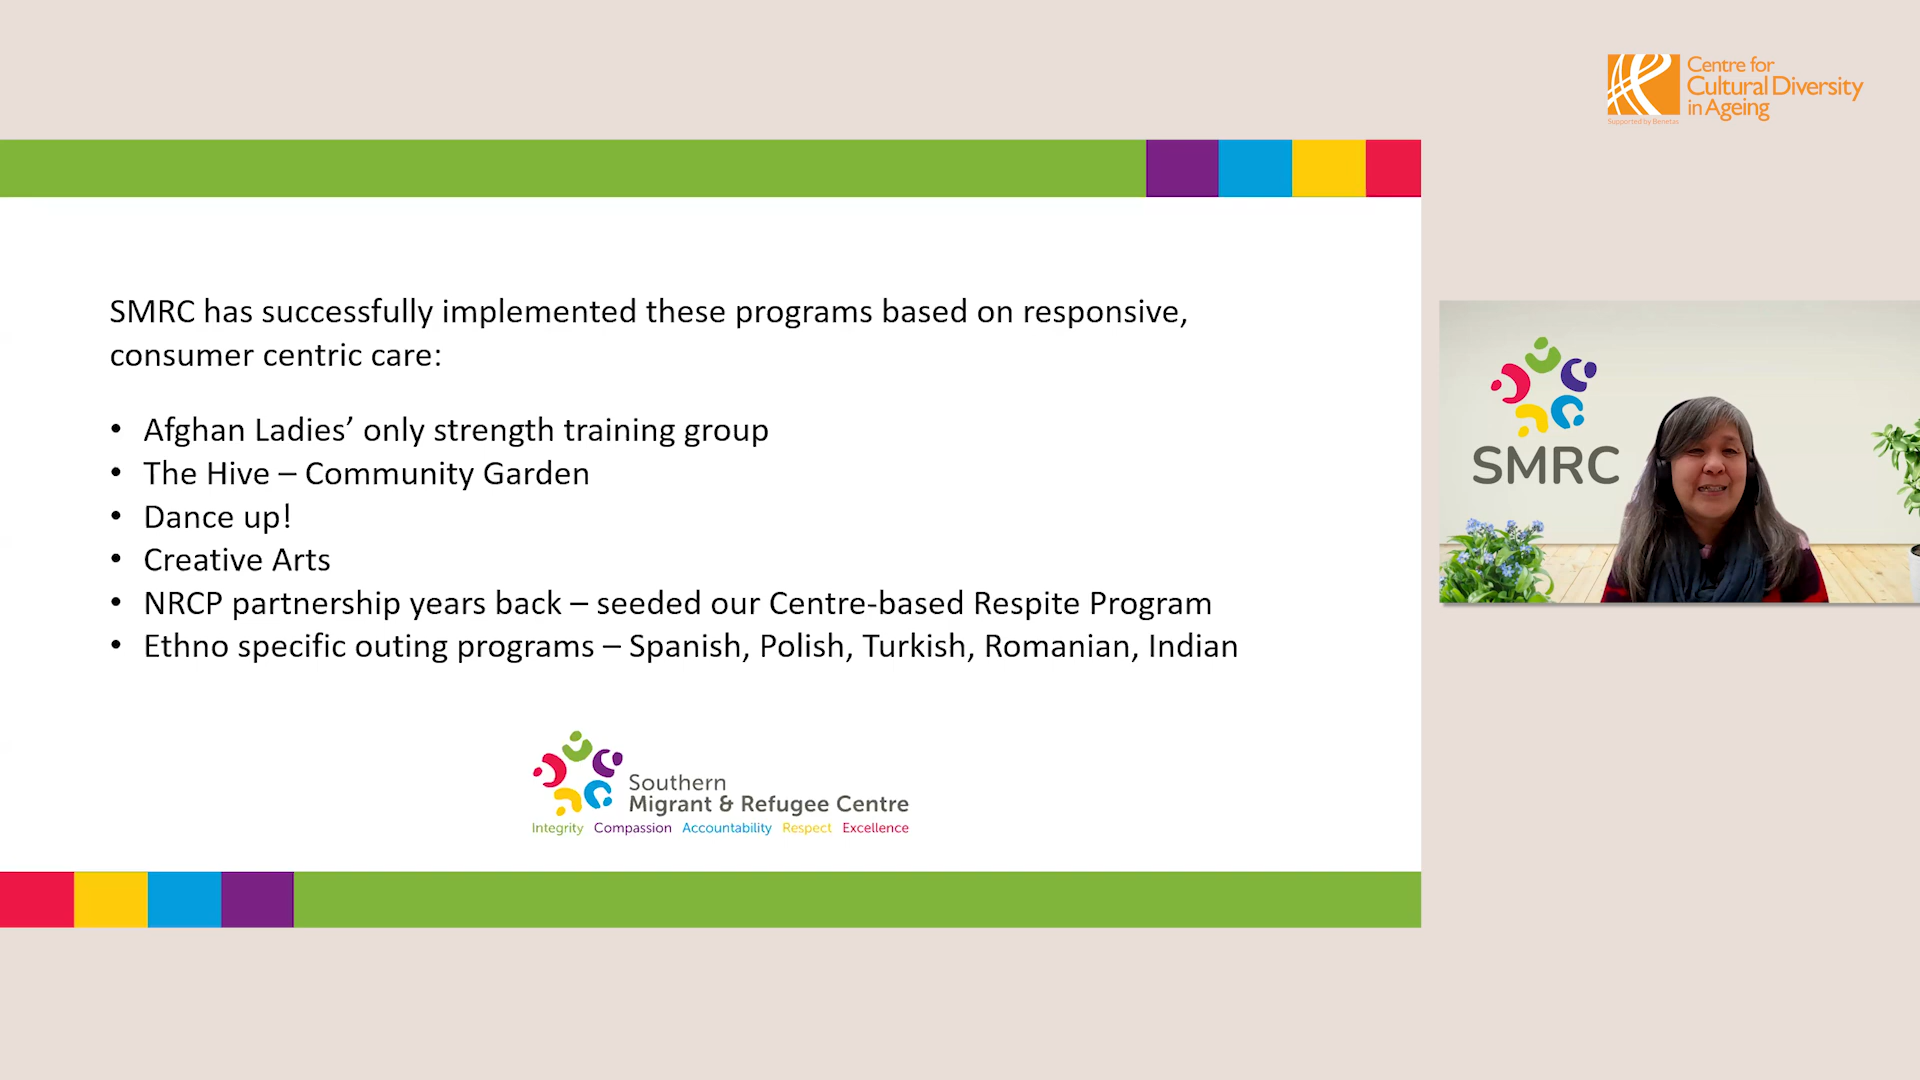 Centre for
Cultural Diversity
in Ageing
Supported by Benetas
SMRC has successfully implemented these programs based on responsive,
consumer centric care:
• Afghan Ladies’ only strength training group
• The Hive – Community Garden
• Dance up!
• Creative Arts
• NRCP partnership years back – seeded our Centre-based Respite Program
• Ethno specific outing programs – Spanish, Polish, Turkish, Romanian, Indian
SMRC
Southern
Migrant & Refugee Centre
Integrity Compassion Accountability Respect Excellence